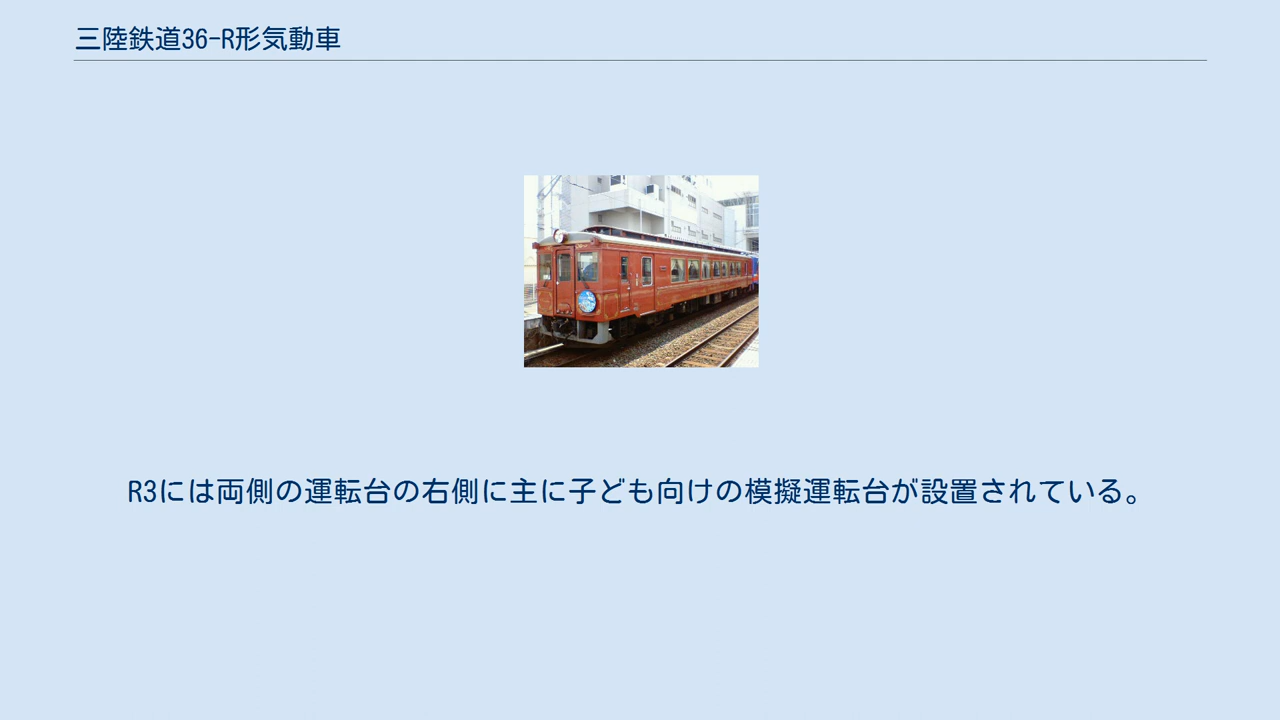 三陸鉄道36-R形気動車
R3には両側の運転台の右側に主に子ども向けの模擬運転台が設置されている。